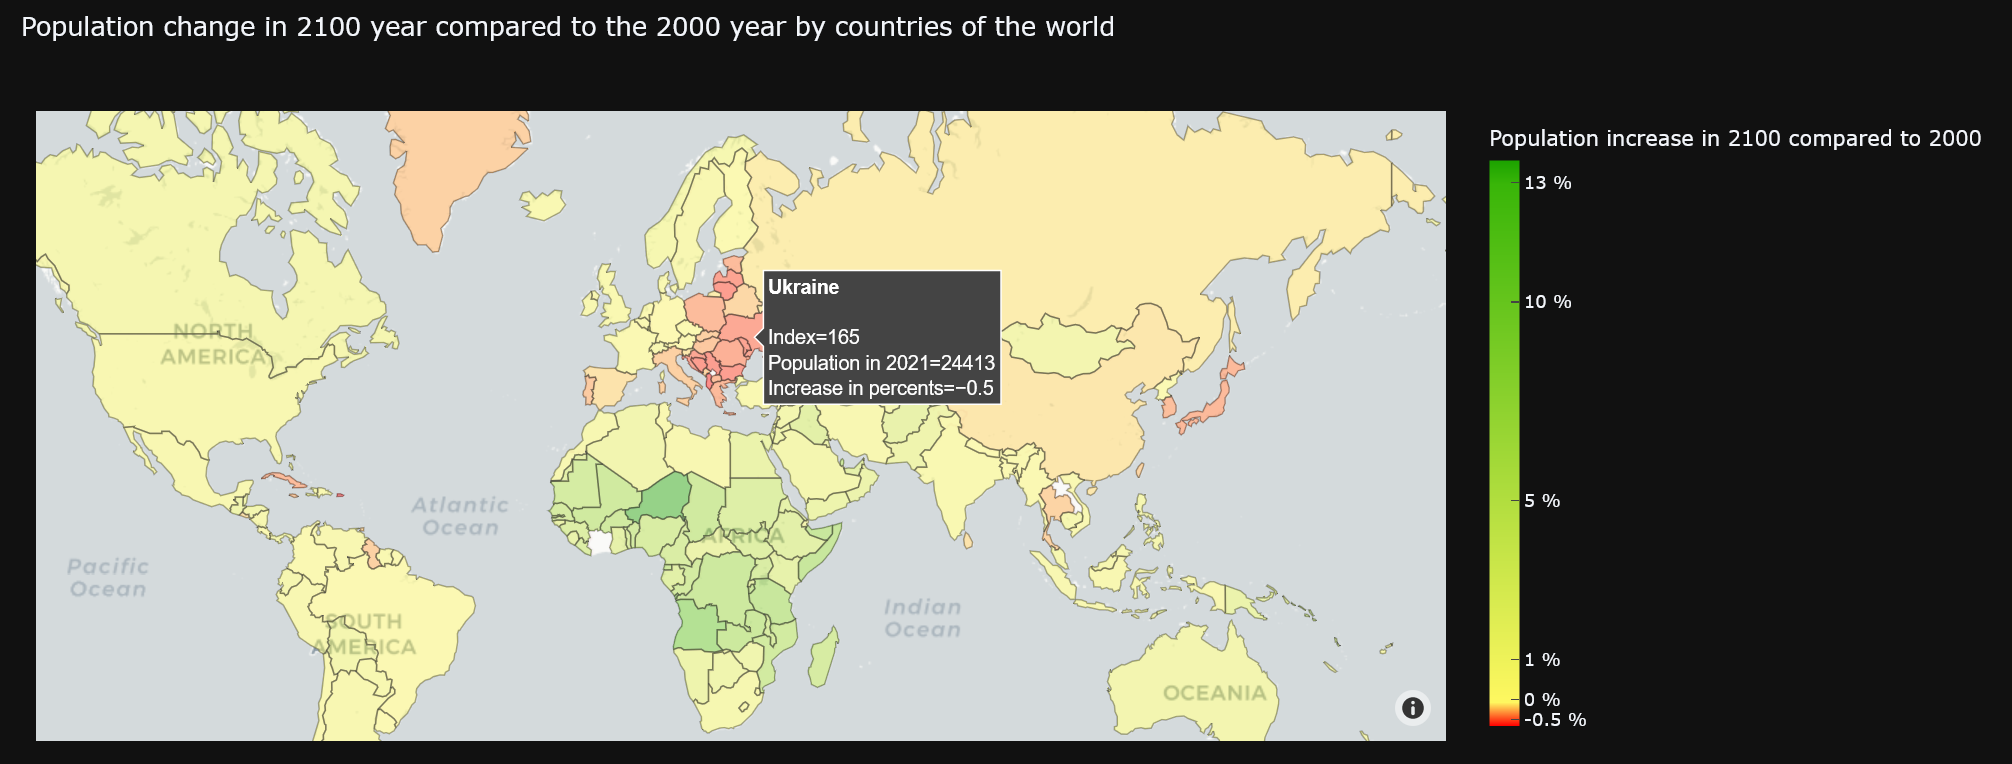 Population change in 2100 year compared to the 2000 year by countries of the world
Population increase in 2100 compared to 2000
13 %
10 %
5 %
1 %
0 %
-0.5 %
Ukraine
Index=165
Population in 2021=24413
Increase in percents=−0.5
NORTH
AMERICA
Atlantic
Ocean
AFRICA
Pacific
Ocean
SOUTH
AMERICA
Indian
Ocean
OCEANIA